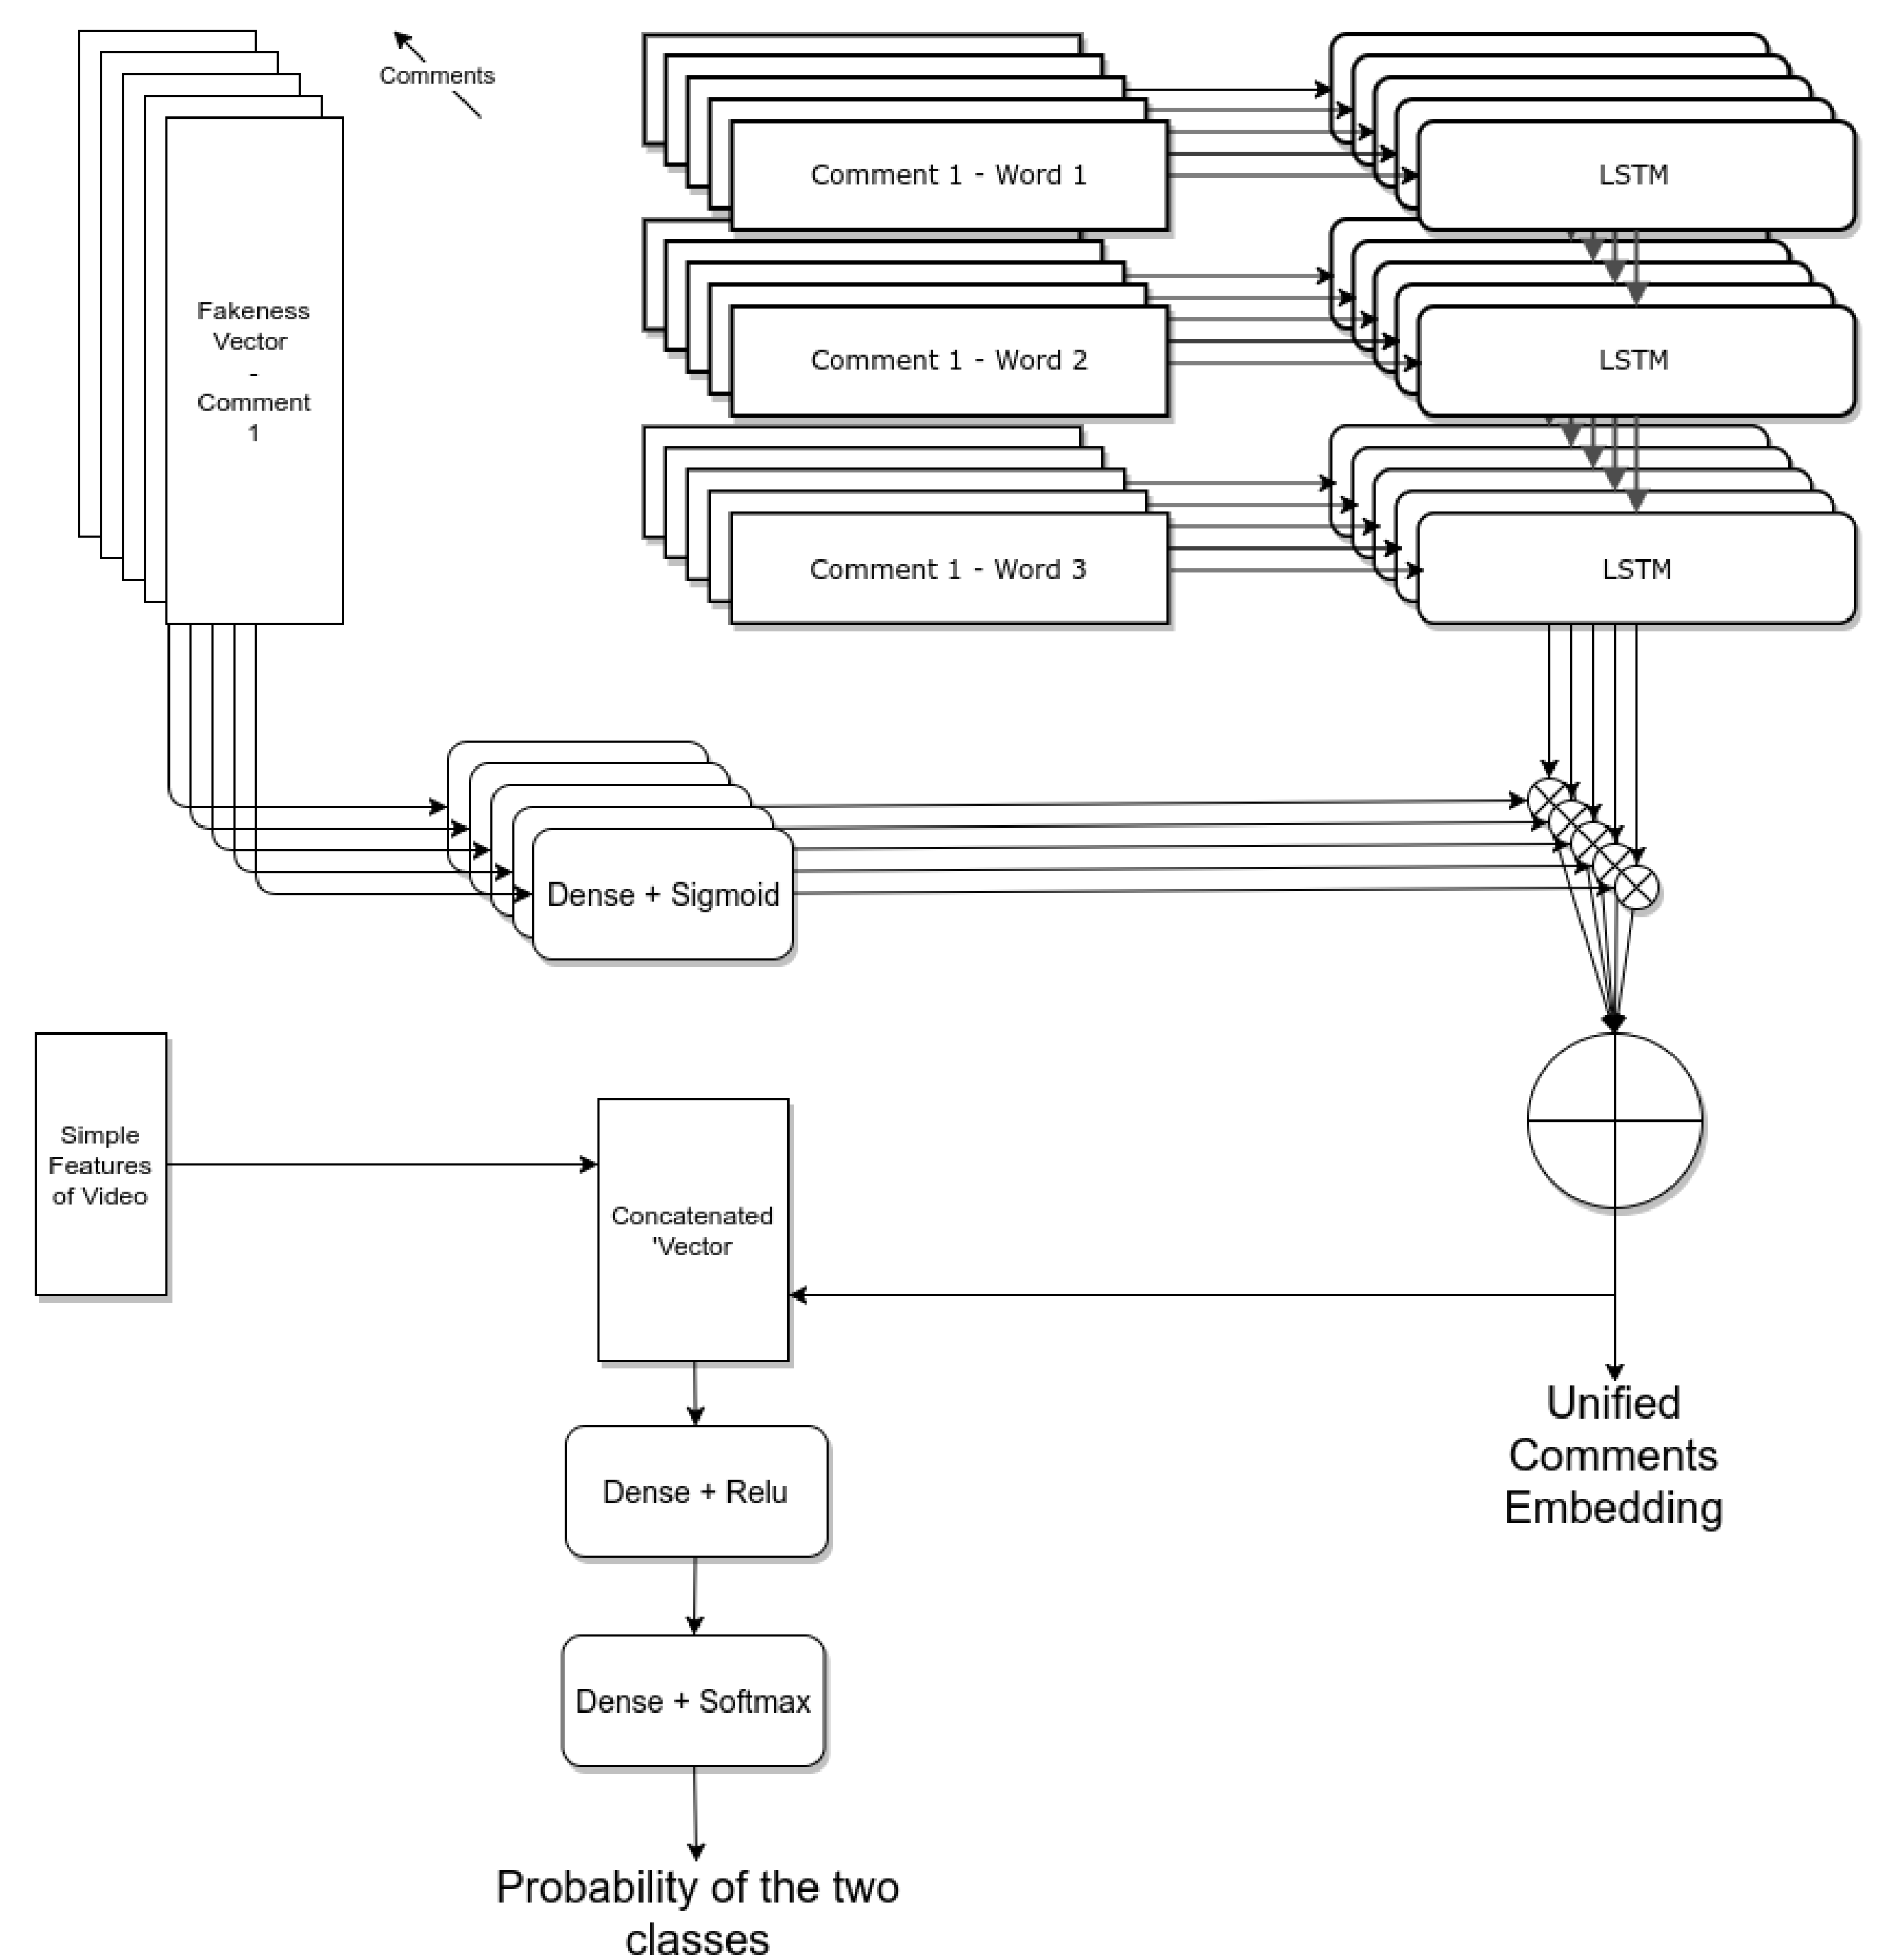 Comments
Fakeness
Vector
-
Comment
1
Comment 1 - Word 1
LSTM
Comment 1 - Word 2
LSTM
Comment 1 - Word 3
LSTM
Dense + Sigmoid
Simple
Features
of Video
Concatenated
'Vector
Unified
Comments
Embedding
Dense + Relu
Dense + Softmax
Probability of the two
classes